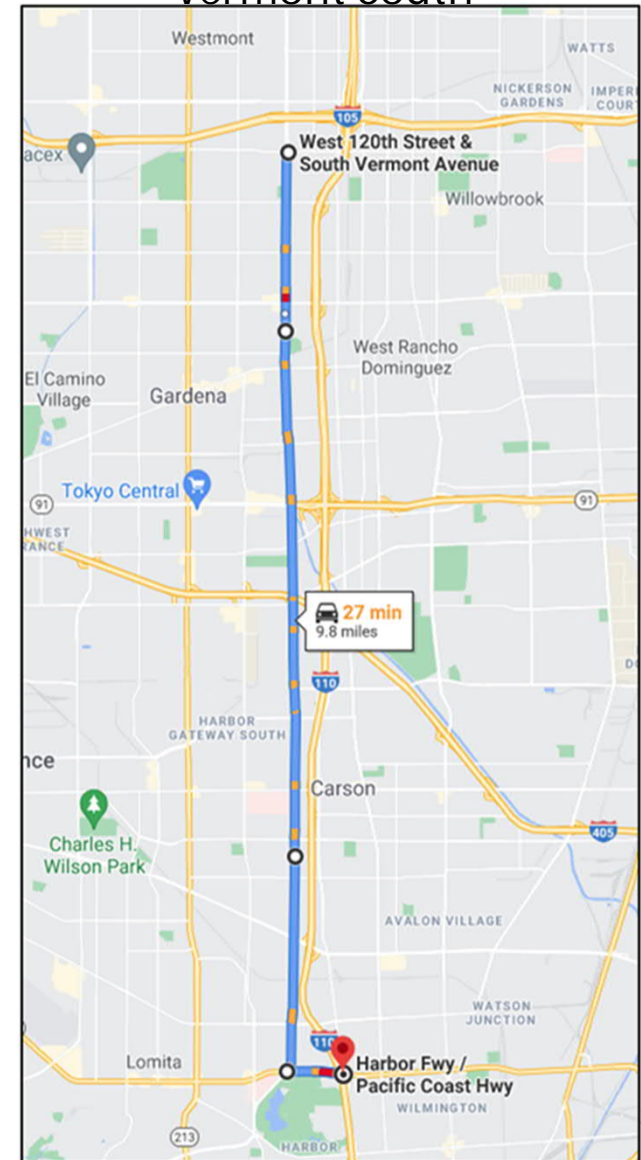 Vermont South
Westmont
WATTS
NICKERSON
GARDENS
105
West 120th Street &
South Vermont Avenue
acex
Willowbrook
West Rancho
Dominguez
El Camino
Village
Gardena
Tokyo Central
91
91
HWEST
RANCE
27 min
9.8 miles
110
HARBOR
GATEWAY SOUTH
nce
Carson
405
Charles H.
Wilson Park
AVALON VILLAGE
WATSON
JUNCTION
110
Lomita
Harbor Fwy /
Pacific Coast Hwy
WILMINGTON
213
HARBOR